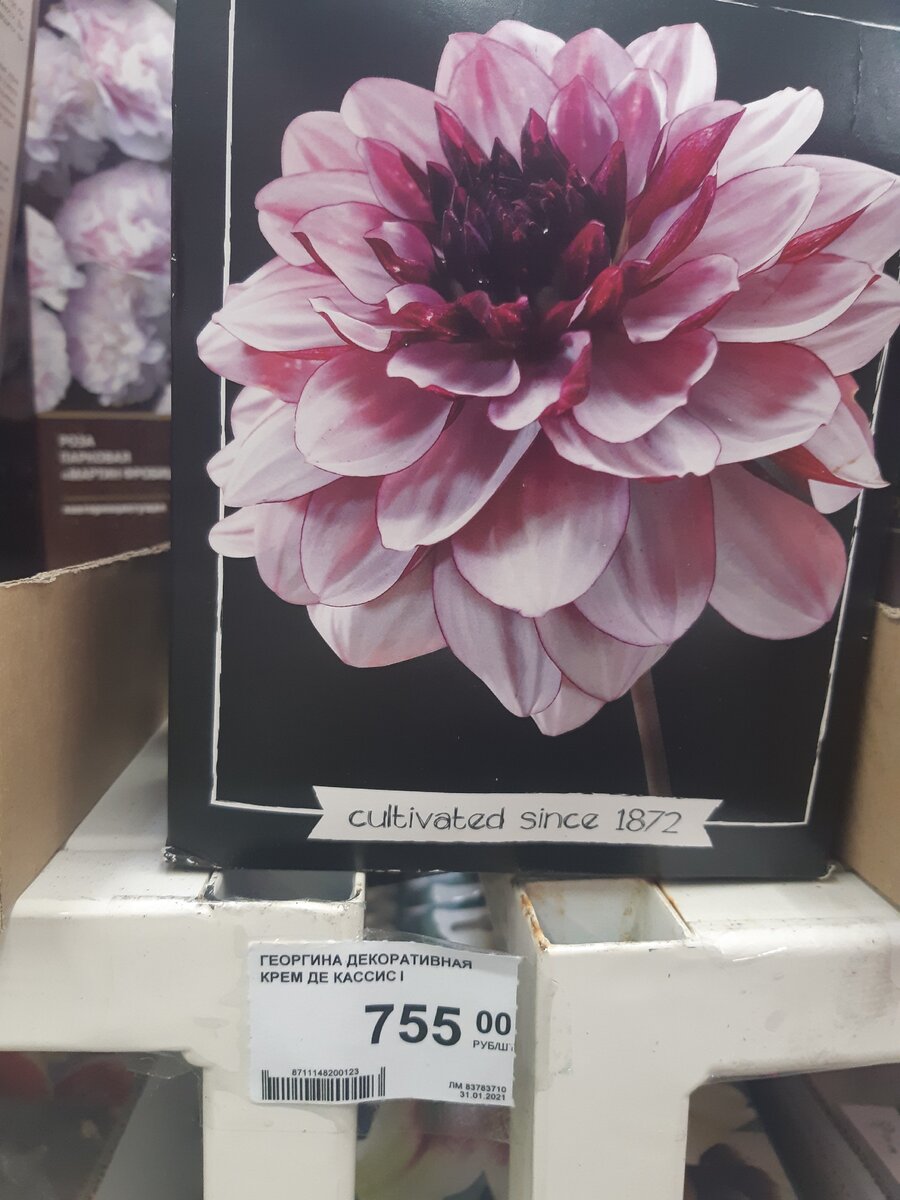 РОЗА
ПАРКОВАЯ
cultivated since 1872
ГЕОРГИНА ДЕКОРАТИВНАЯ
КРЕМ ДЕ КАССИС I
755 00
РУБ/ШТ
8711148200123
ЛМ 83783710
31.01.2021